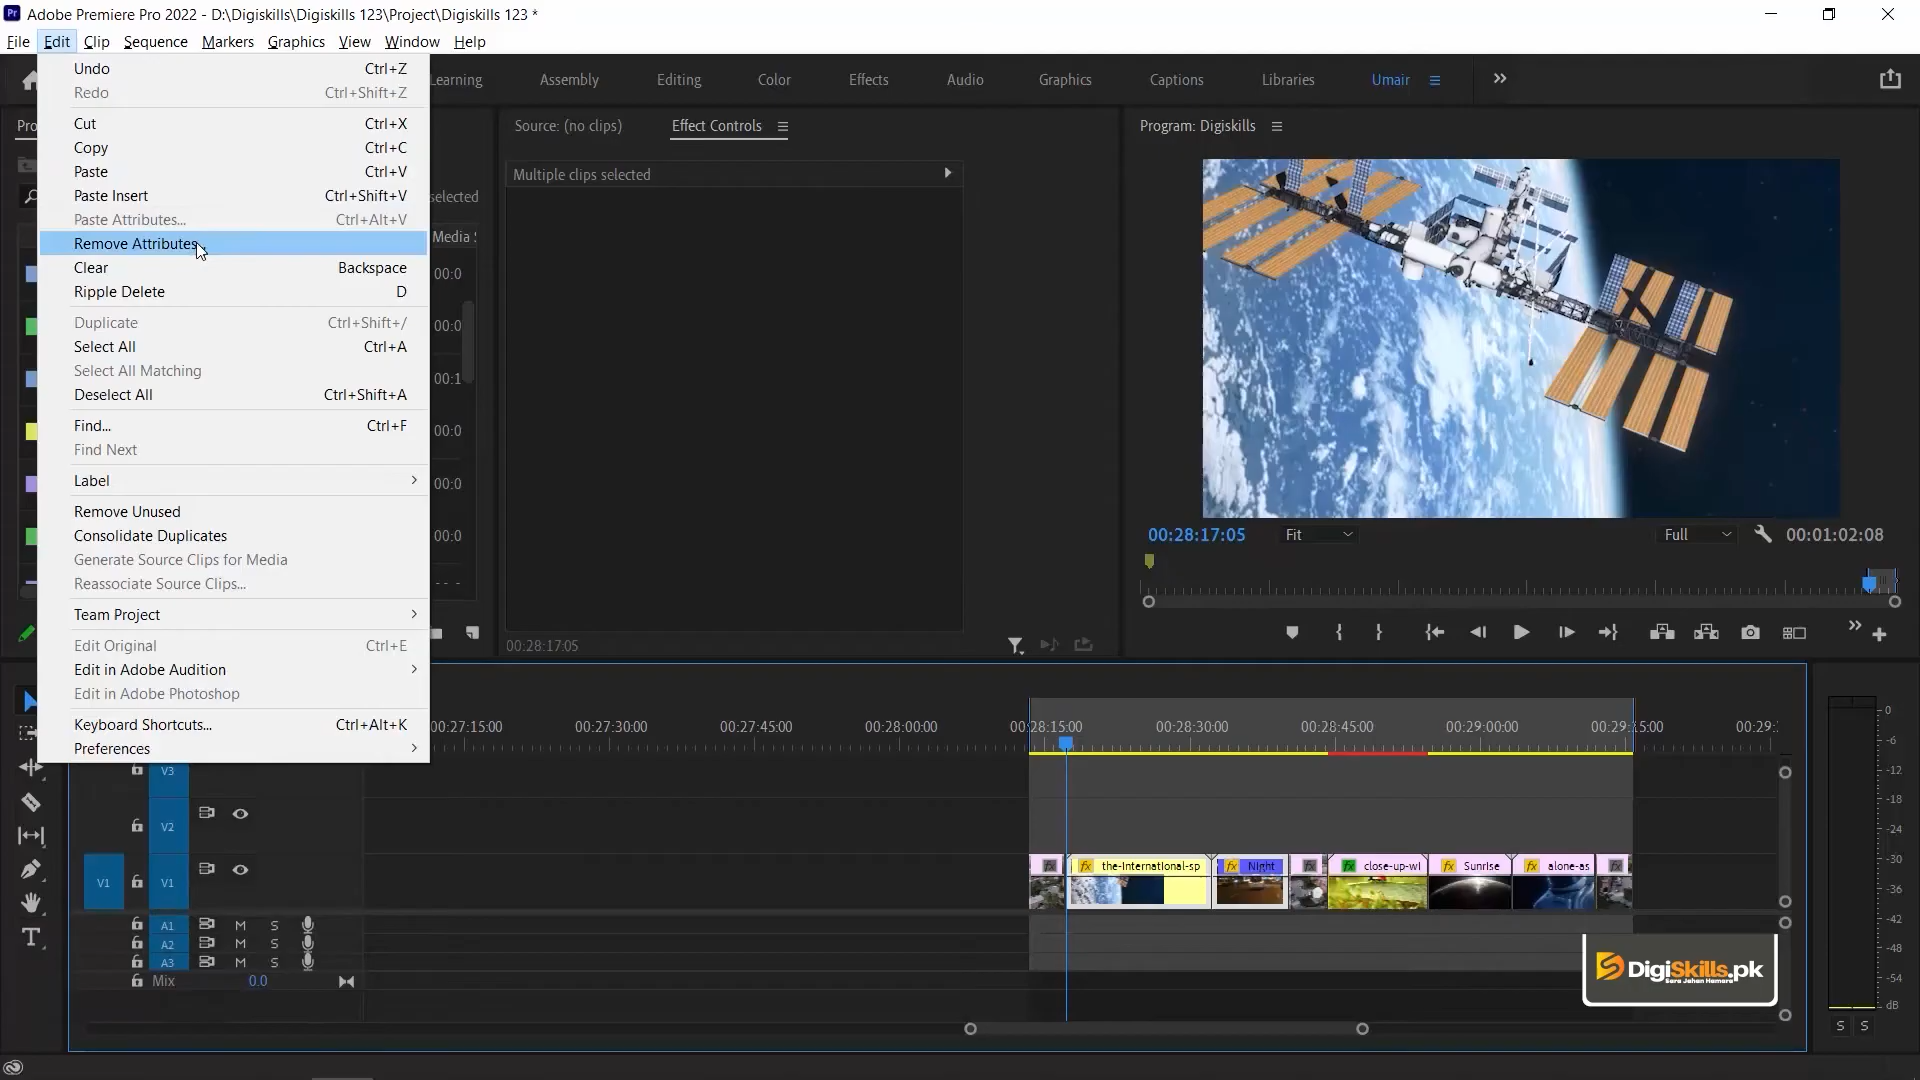 Pr Adobe Premiere Pro 2022 - D:\Digiskills\Digiskills 123\Project\Digiskills 123 *
File Edit Clip Sequence Markers Graphics View Window Help
Learning Assembly Editing Color Effects Audio Graphics Captions Libraries Umair
Undo Ctrl+Z
Redo Ctrl+Shift+Z
Cut Ctrl+X
Copy Ctrl+C
Paste Ctrl+V
Paste Insert Ctrl+Shift+V
Paste Attributes... Ctrl+Alt+V
Remove Attributes
Clear Backspace
Ripple Delete D
Duplicate Ctrl+Shift+/
Select All Ctrl+A
Select All Matching
Deselect All Ctrl+Shift+A
Find... Ctrl+F
Find Next
Label
Remove Unused
Consolidate Duplicates
Generate Source Clips for Media
Reassociate Source Clips...
Team Project
Edit Original Ctrl+E
Edit in Adobe Audition
Edit in Adobe Photoshop
Keyboard Shortcuts... Ctrl+Alt+K
Preferences
Pro
selected
Media
00:0
00:0
00:1
00:0
00:0
00:0
Source: (no clips) Effect Controls
Multiple clips selected
00:28:17:05
Program: Digiskills
00:28:17:05 Fit Full 00:01:02:08
00:27:15:00 00:27:30:00 00:27:45:00 00:28:00:00 00:28:15:00 00:28:30:00 00:28:45:00 00:29:00:00 00:29:15:00 00:29:
V3
V2
V1 V1
fx fx the-international-sp fx Night fx fx close-up-wi fx Sunrise fx alone-as fx
A1 M S
A2 M S
A3 M S
Mix 0.0
0
-6
-12
-18
-24
-30
-36
-42
-48
-54
dB
S S
DigiSkills.pk
Sara Jahan Hamara